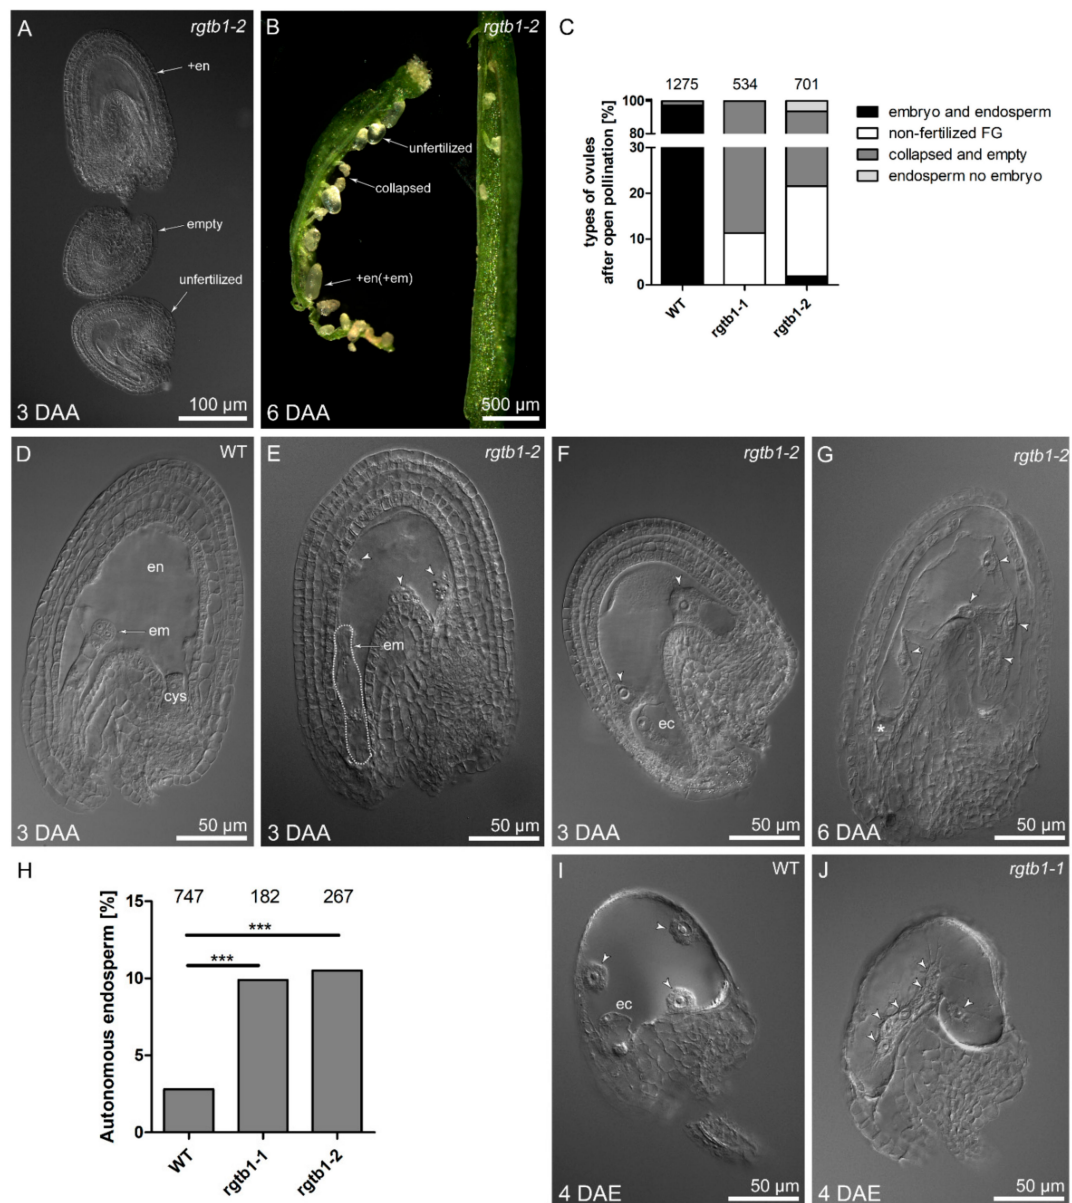 A
rgtb1-2
+en
empty
unfertilized
3 DAA
100 µm
B
rgtb1-2
unfertilized
collapsed
+en(+em)
6 DAA
500 µm
C
1275 534 701
types of ovules
after open pollination [%]
100
80
30
20
10
0
WT
rgtb1-1
rgtb1-2
embryo and endosperm
non-fertilized FG
collapsed and empty
endosperm no embryo
D
WT
en
em
cys
3 DAA
50 µm
E
rgtb1-2
em
3 DAA
50 µm
F
rgtb1-2
ec
3 DAA
50 µm
G
rgtb1-2
*
6 DAA
50 µm
H
Autonomous endosperm [%]
15
10
5
0
747 182 267
***
***
WT
rgtb1-1
rgtb1-2
I
WT
ec
4 DAE
50 µm
J
rgtb1-1
4 DAE
50 µm